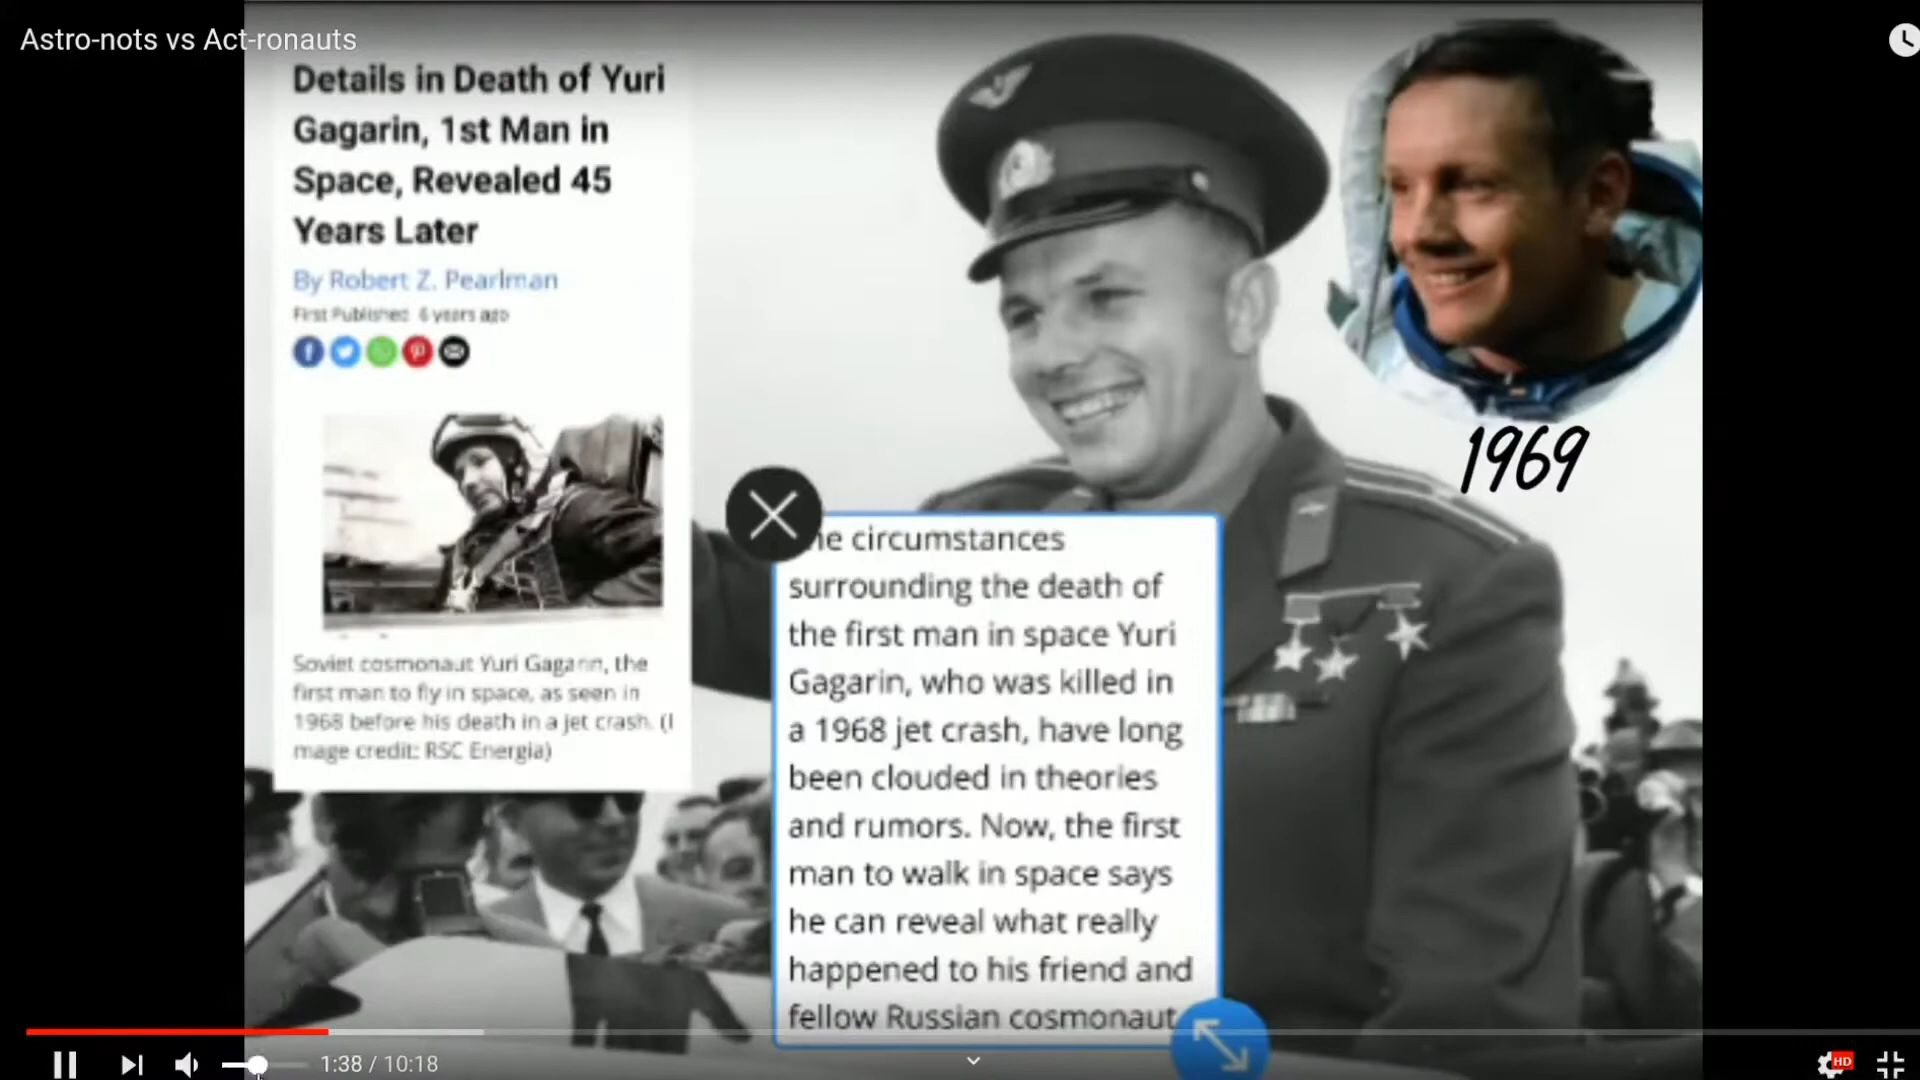 Astro-nots vs Act-ronauts
Details in Death of Yuri
Gagarin, 1st Man in
Space, Revealed 45
Years Later
By Robert Z. Pearlman
First Published 6 years ago
Soviet cosmonaut Yuri Gagarin, the
first man to fly in space, as seen in
1968 before his death in a jet crash. (I
mage credit: RSC Energia)
he circumstances
surrounding the death of
the first man in space Yuri
Gagarin, who was killed in
a 1968 jet crash, have long
been clouded in theories
and rumors. Now, the first
man to walk in space says
he can reveal what really
happened to his friend and
fellow Russian cosmonaut
1969
1:38 / 10:18
HD